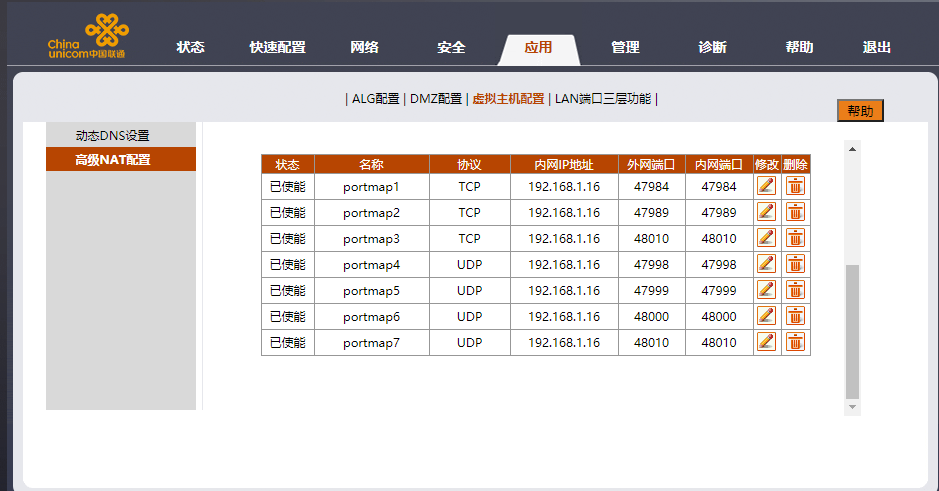 China
unicom中国联通
状态 快速配置 网络 安全 应用 管理 诊断 帮助 退出
| ALG配置 | DMZ配置 | 虚拟主机配置 | LAN端口三层功能 |
帮助
动态DNS设置
高级NAT配置
状态 名称 协议 内网IP地址 外网端口 内网端口 修改 删除
已使能 portmap1 TCP 192.168.1.16 47984 47984
已使能 portmap2 TCP 192.168.1.16 47989 47989
已使能 portmap3 TCP 192.168.1.16 48010 48010
已使能 portmap4 UDP 192.168.1.16 47998 47998
已使能 portmap5 UDP 192.168.1.16 47999 47999
已使能 portmap6 UDP 192.168.1.16 48000 48000
已使能 portmap7 UDP 192.168.1.16 48010 48010